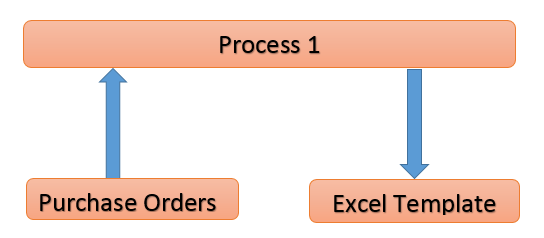 Process 1
Purchase Orders
Excel Template